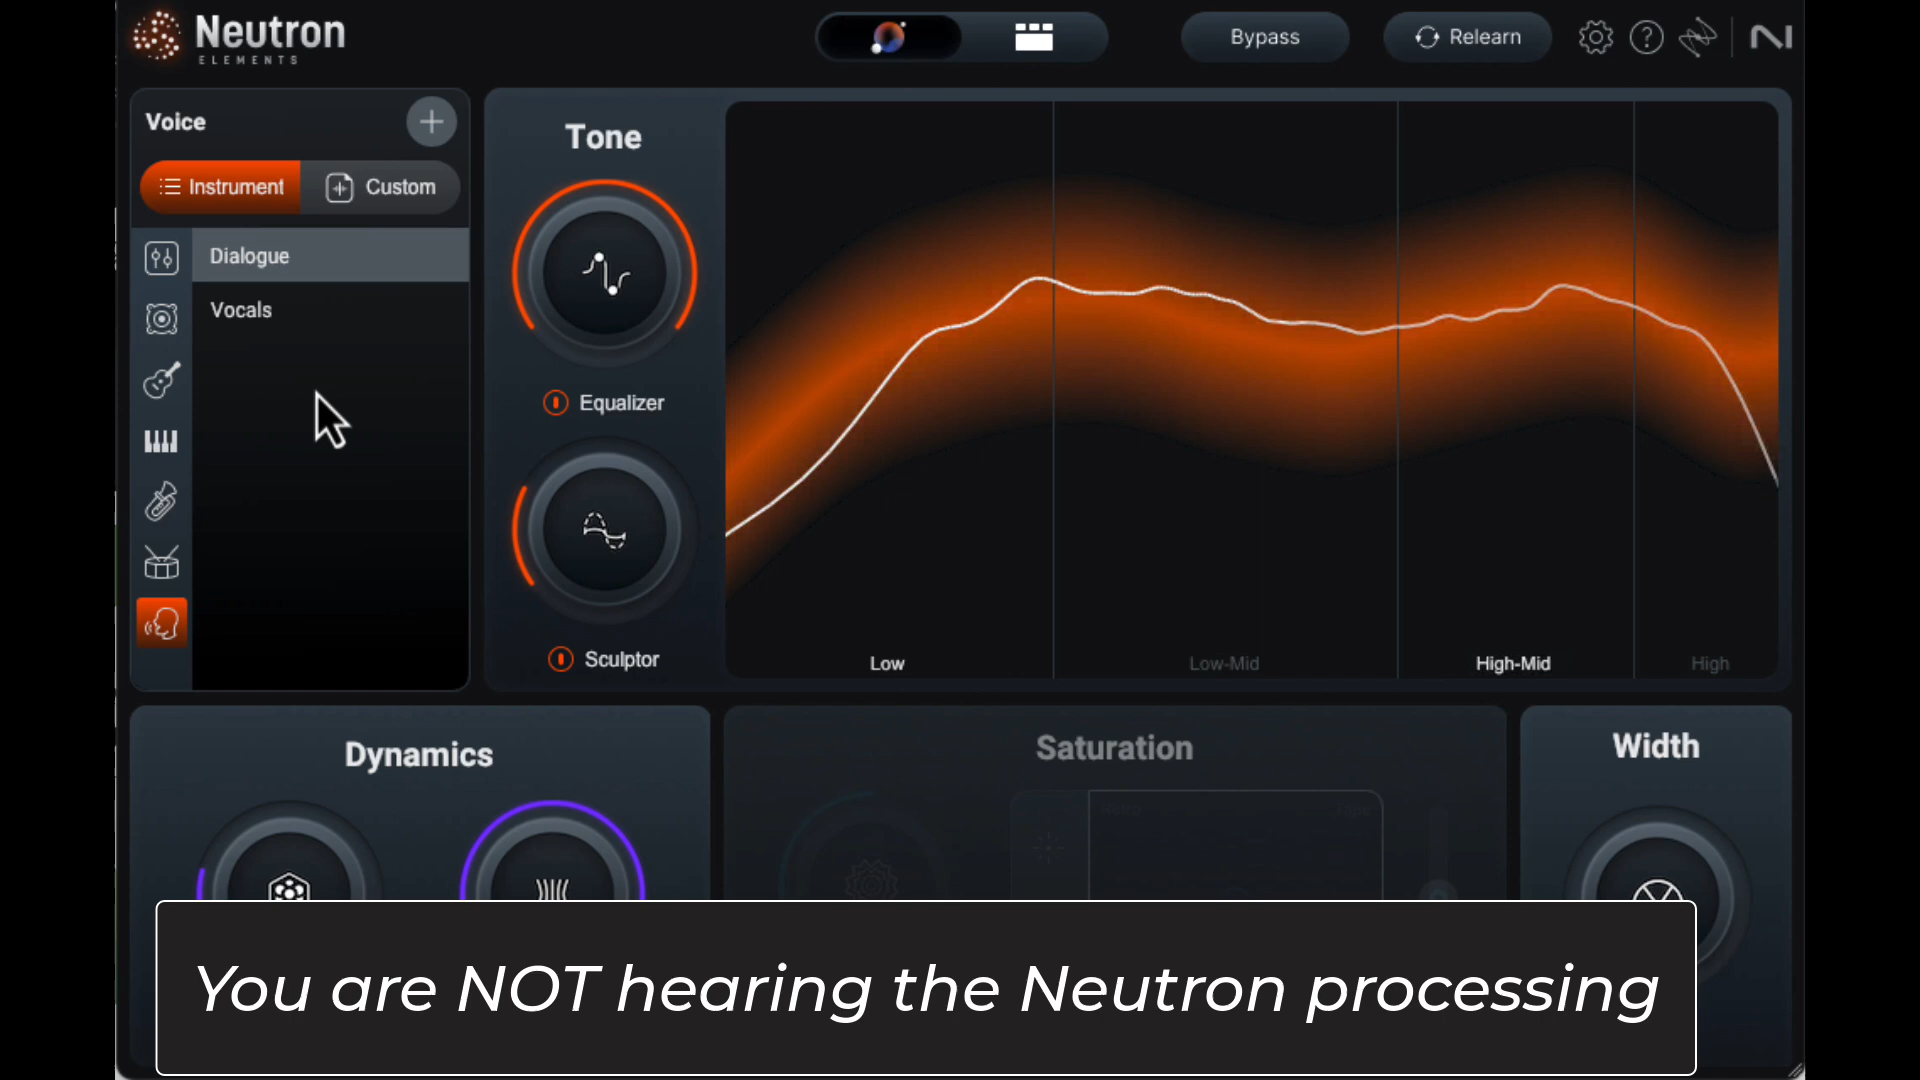 Neutron
ELEMENTS
Bypass
Relearn
Voice
Instrument
Custom
Dialogue
Vocals
Tone
Equalizer
Sculptor
Low
Low-Mid
High-Mid
High
Dynamics
Saturation
Width
You are NOT hearing the Neutron processing